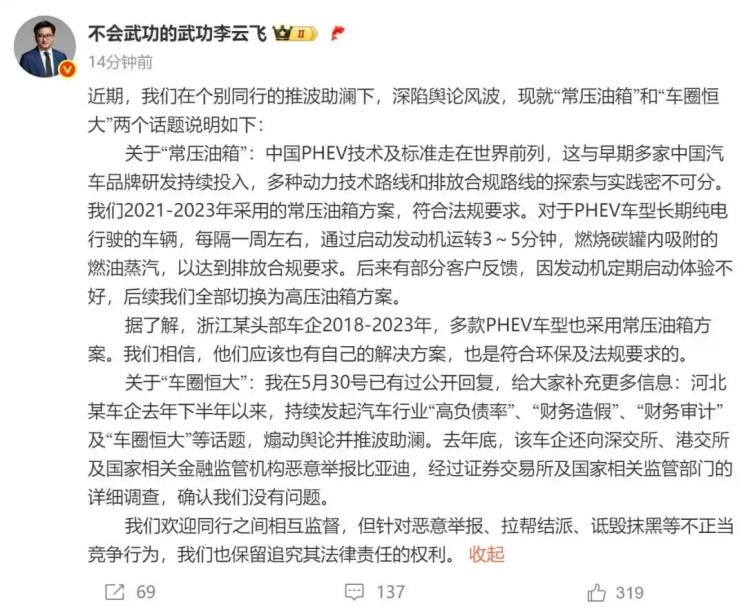 不会武功的武功李云飞 II
14分钟前
近期，我们在个别同行的推波助澜下，深陷舆论风波，现就“常压油箱”和“车圈恒
大”两个话题说明如下：
关于“常压油箱”：中国PHEV技术及标准走在世界前列，这与早期多家中国汽
车品牌研发持续投入，多种动力技术路线和排放合规路线的探索与实践密不可分。
我们2021-2023年采用的常压油箱方案，符合法规要求。对于PHEV车型长期纯电
行驶的车辆，每隔一周左右，通过启动发动机运转3～5分钟，燃烧碳罐内吸附的
燃油蒸汽，以达到排放合规要求。后来有部分客户反馈，因发动机定期启动体验不
好，后续我们全部切换为高压油箱方案。
据了解，浙江某头部车企2018-2023年，多款PHEV车型也采用常压油箱方
案。我们相信，他们应该也有自己的解决方案，也是符合环保及法规要求的。
关于“车圈恒大”：我在5月30号已有过公开回复，给大家补充更多信息：河北
某车企去年下半年以来，持续发起汽车行业“高负债率”、“财务造假”、“财务审计”
及“车圈恒大”等话题，煽动舆论并推波助澜。去年底，该车企还向深交所、港交所
及国家相关金融监管机构恶意举报比亚迪，经过证券交易所及国家相关监管部门的
详细调查，确认我们没有问题。
我们欢迎同行之间相互监督，但针对恶意举报、拉帮结派、诋毁抹黑等不正当
竞争行为，我们也保留追究其法律责任的权利。 收起
69 137 319